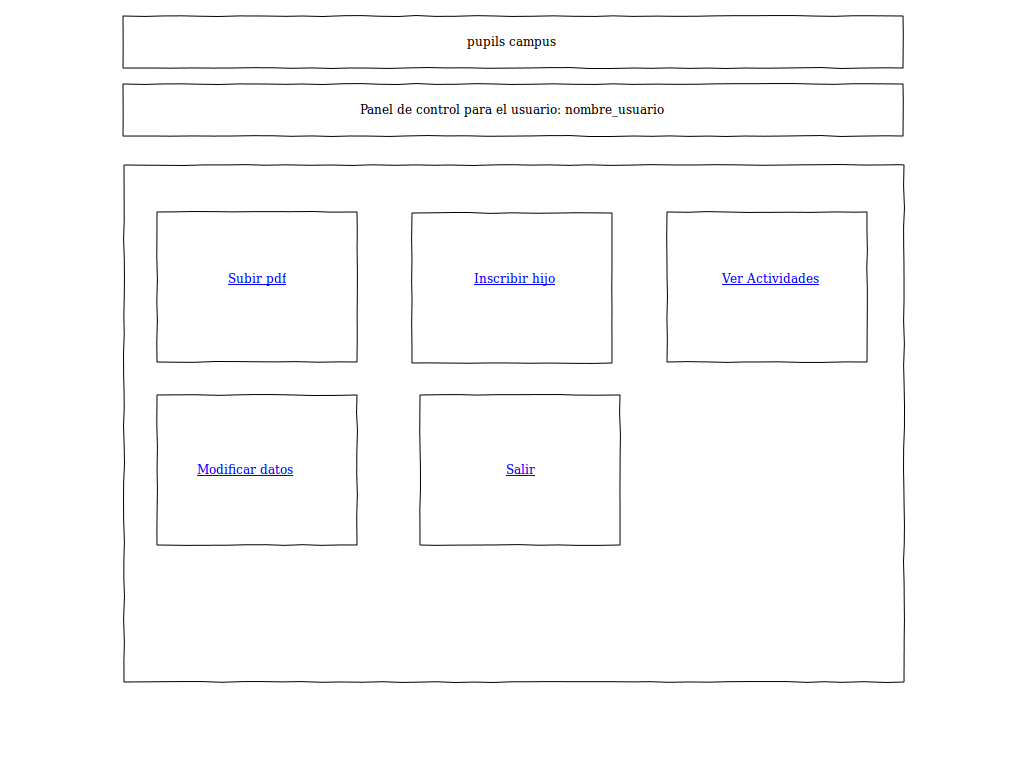 pupils campus
Panel de control para el usuario: nombre_usuario
Subir pdf
Inscribir hijo
Ver Actividades
Modificar datos
Salir